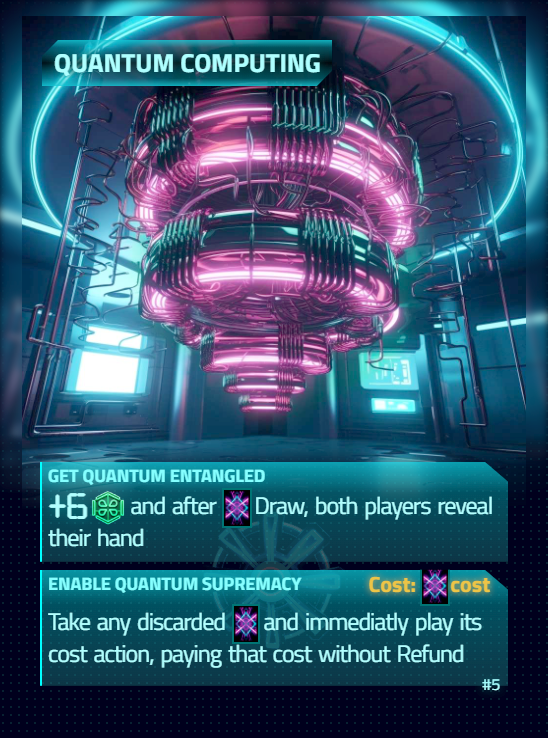 QUANTUM COMPUTING
GET QUANTUM ENTANGLED
+6 and after Draw, both players reveal
their hand
ENABLE QUANTUM SUPREMACY Cost: cost
Take any discarded and immediatly play its
cost action, paying that cost without Refund
#5